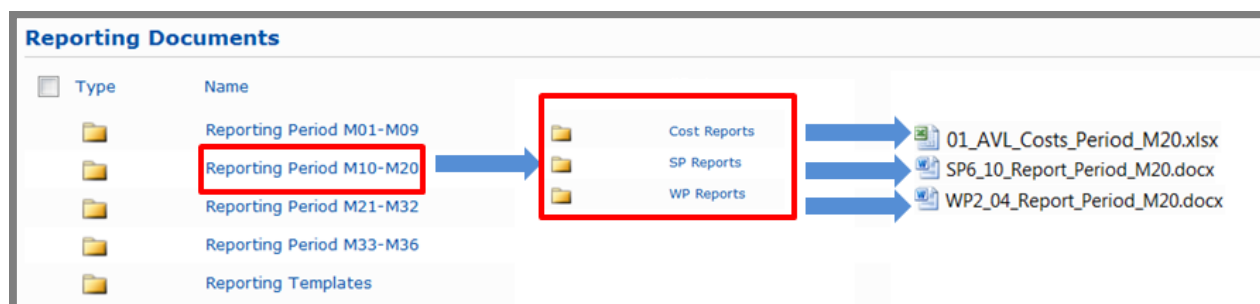 Reporting Documents
Type Name
Reporting Period M01-M09
Reporting Period M10-M20
Reporting Period M21-M32
Reporting Period M33-M36
Reporting Templates
Cost Reports
SP Reports
WP Reports
01_AVL_Costs_Period_M20.xlsx
SP6_10_Report_Period_M20.docx
WP2_04_Report_Period_M20.docx